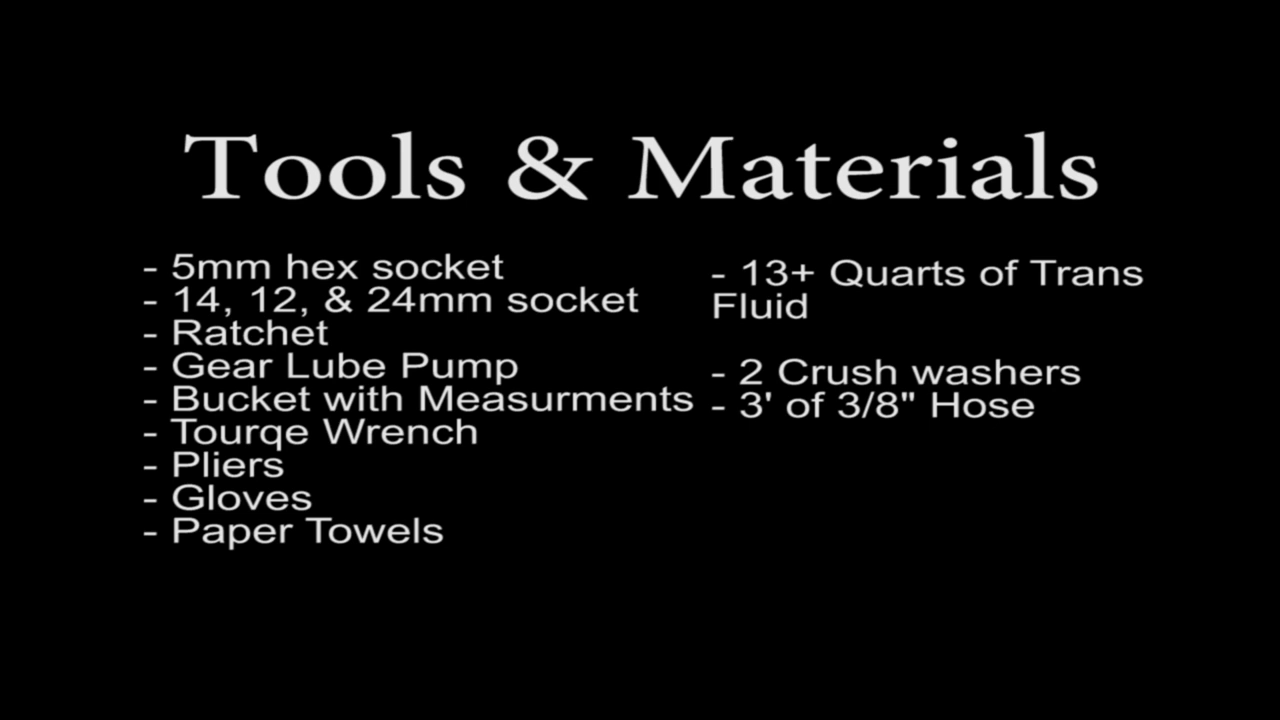 Tools & Materials
- 5mm hex socket
- 14, 12, & 24mm socket
- Ratchet
- Gear Lube Pump
- Bucket with Measurments
- Tourqe Wrench
- Pliers
- Gloves
- Paper Towels
- 13+ Quarts of Trans
Fluid
- 2 Crush washers
- 3' of 3/8" Hose